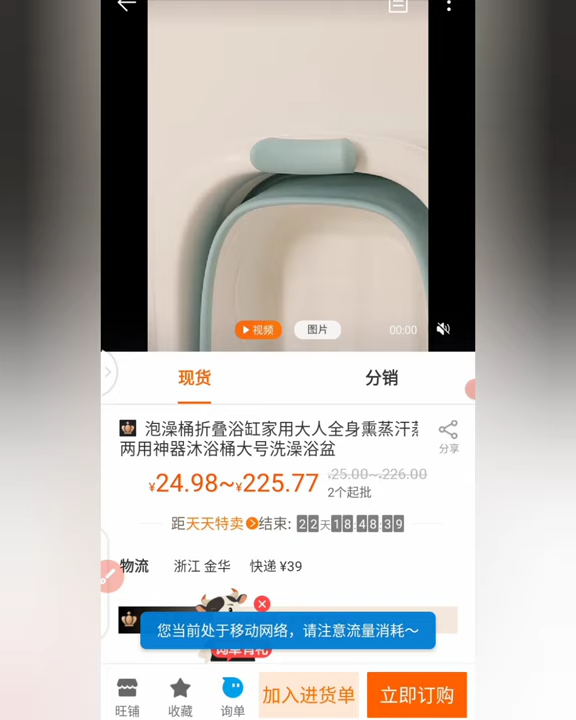 视频
图片
00:00
现货
分销
泡澡桶折叠浴缸家用大人全身熏蒸汗蒸
两用神器沐浴桶大号洗澡浴盆
分享
¥24.98~¥225.77
¥25.00~¥226.00
2个起批
距天天特卖结束: 22天18:48:39
物流 浙江 金华 快递 ¥39
您当前处于移动网络，请注意流量消耗～
询单有礼
旺铺
收藏
询单
加入进货单
立即订购